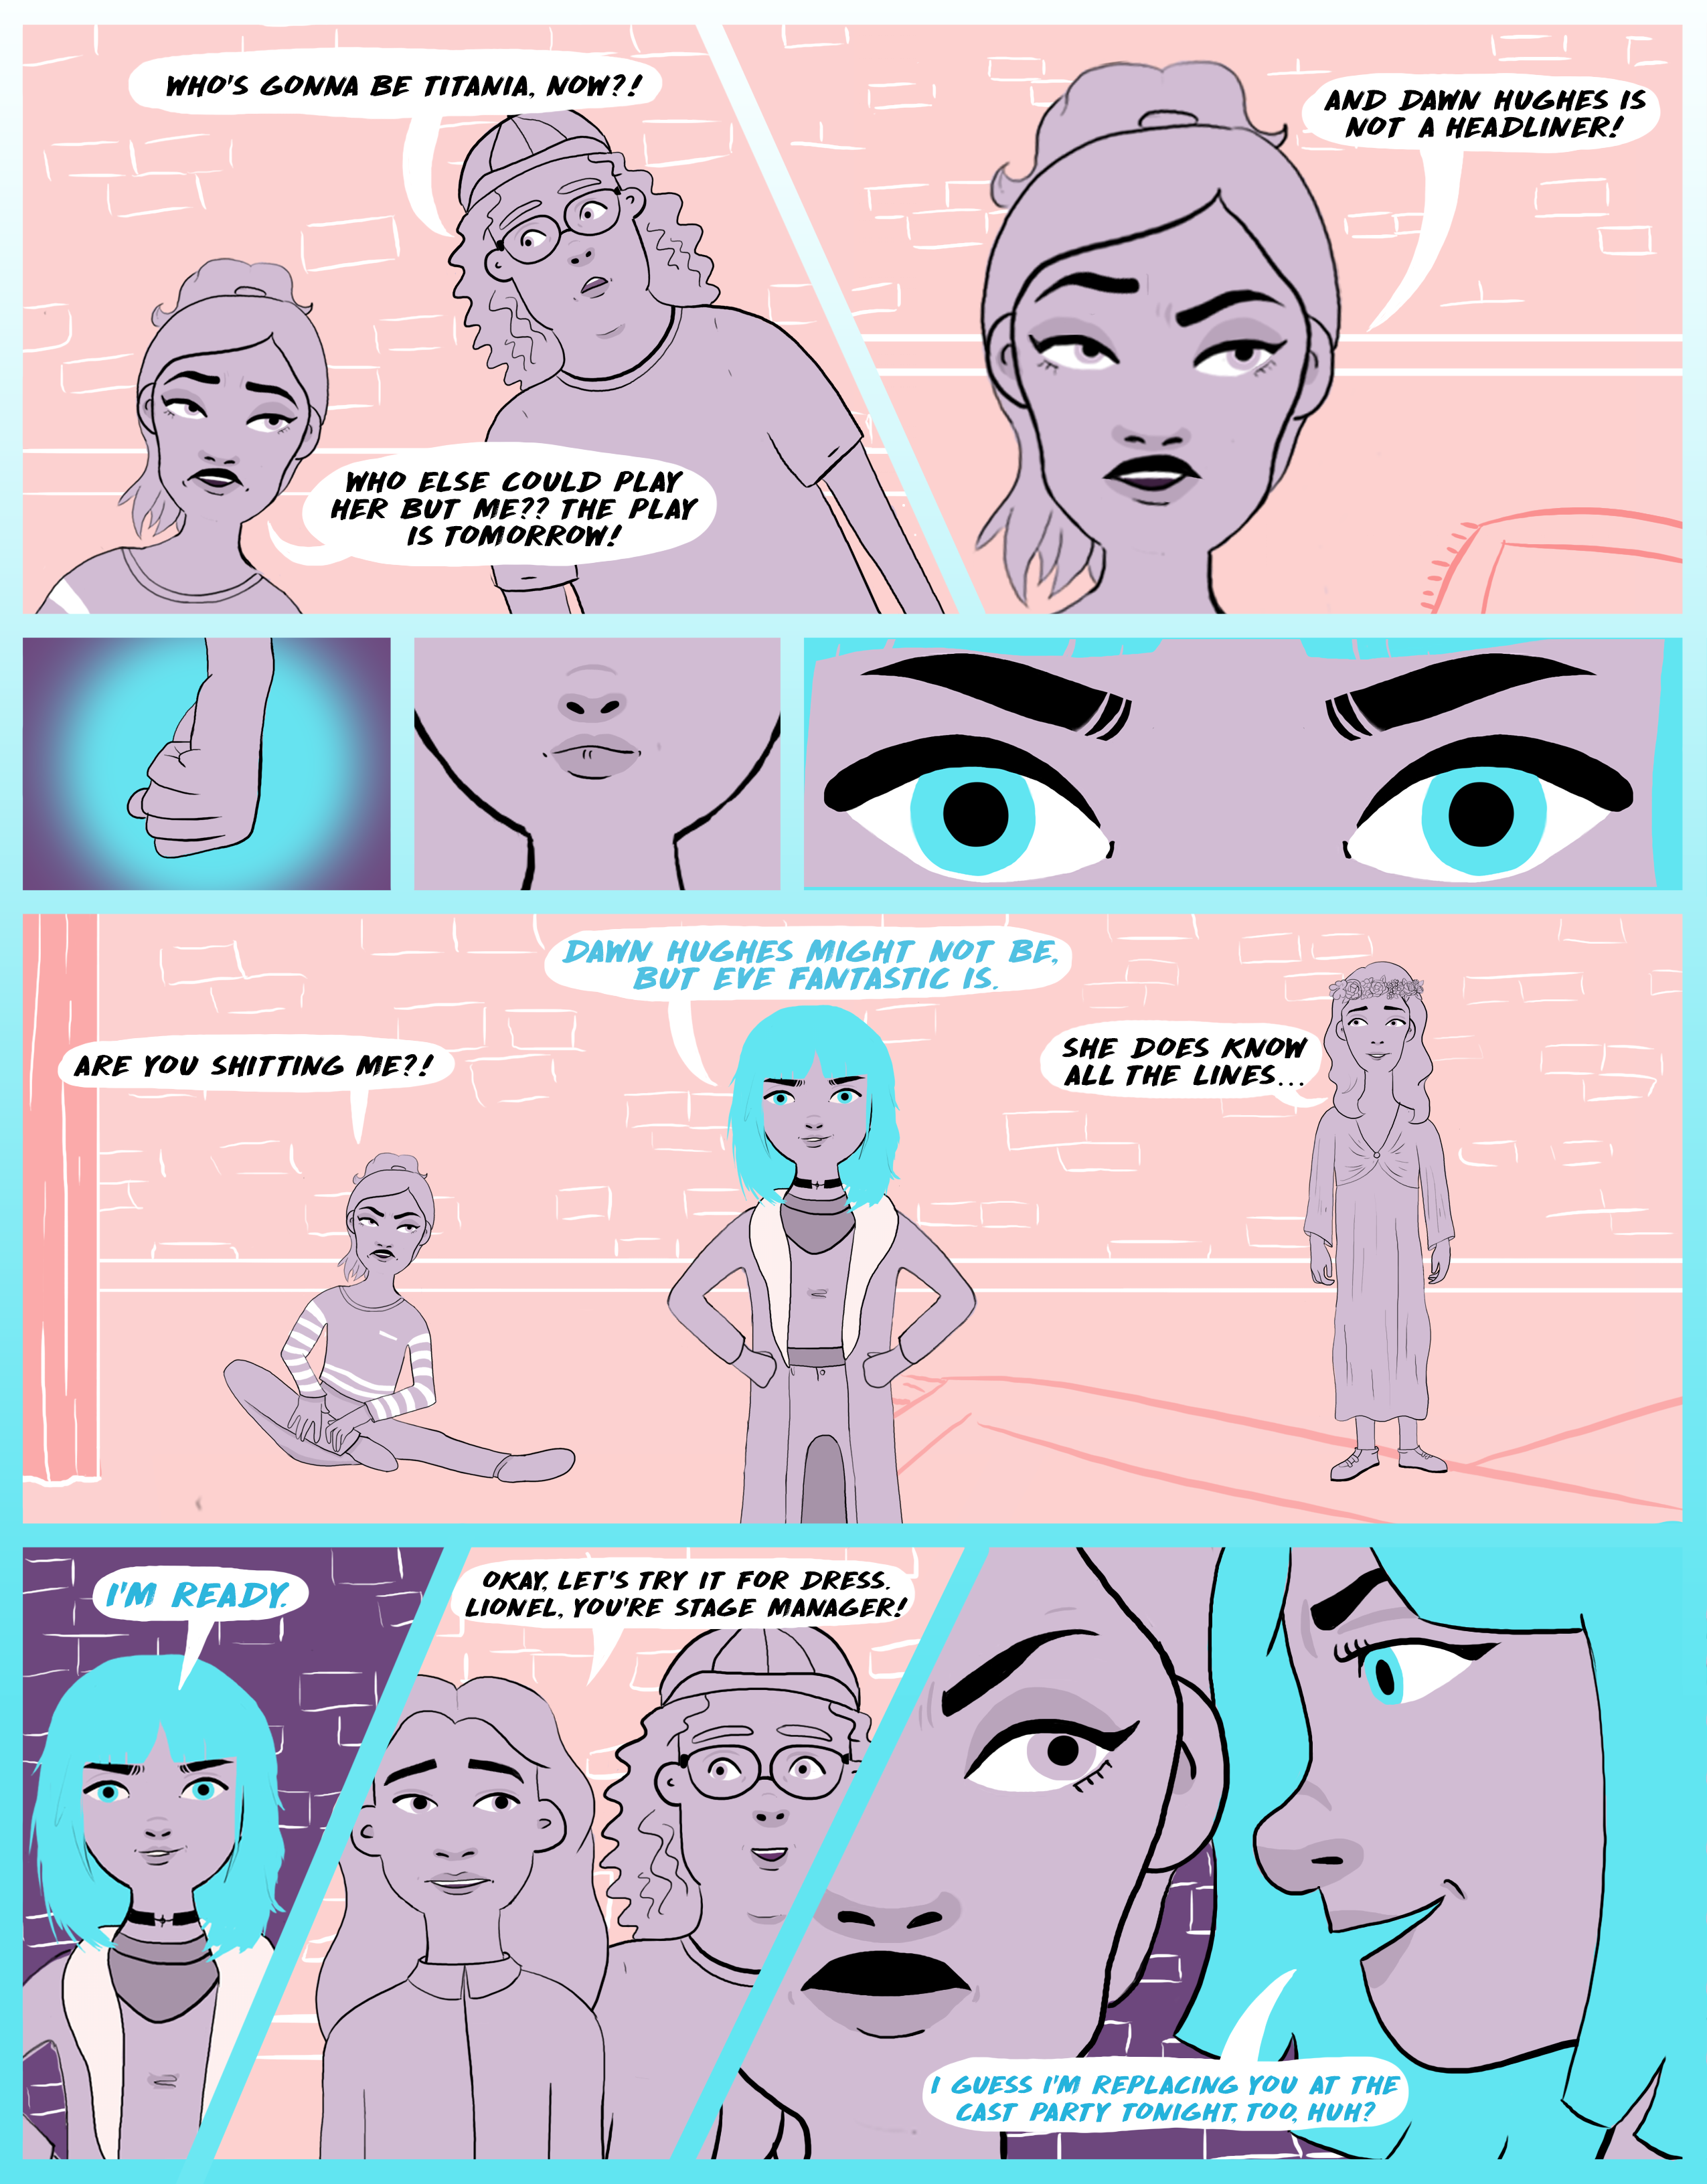 WHO'S GONNA BE TITANIA, NOW?!
WHO ELSE COULD PLAY
HER BUT ME?? THE PLAY
IS TOMORROW!
AND DAWN HUGHES IS
NOT A HEADLINER!
DAWN HUGHES MIGHT NOT BE,
BUT EVE FANTASTIC IS.
ARE YOU SHITTING ME?!
SHE DOES KNOW
ALL THE LINES...
I'M READY.
OKAY, LET'S TRY IT FOR DRESS.
LIONEL, YOU'RE STAGE MANAGER!
I GUESS I'M REPLACING YOU AT THE
CAST PARTY TONIGHT, TOO, HUH?